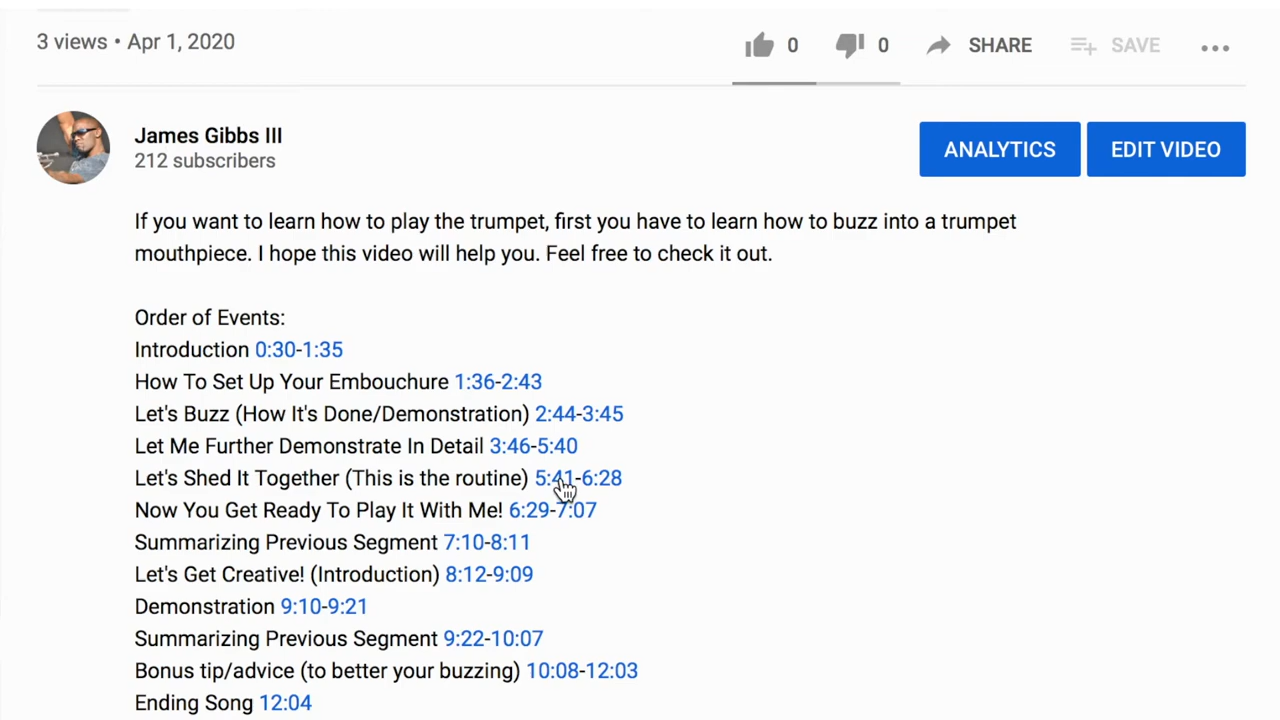 3 views • Apr 1, 2020
0 0 SHARE SAVE
James Gibbs III
212 subscribers
ANALYTICS EDIT VIDEO
If you want to learn how to play the trumpet, first you have to learn how to buzz into a trumpet
mouthpiece. I hope this video will help you. Feel free to check it out.
Order of Events:
Introduction 0:30-1:35
How To Set Up Your Embouchure 1:36-2:43
Let's Buzz (How It's Done/Demonstration) 2:44-3:45
Let Me Further Demonstrate In Detail 3:46-5:40
Let's Shed It Together (This is the routine) 5:41-6:28
Now You Get Ready To Play It With Me! 6:29-7:07
Summarizing Previous Segment 7:10-8:11
Let's Get Creative! (Introduction) 8:12-9:09
Demonstration 9:10-9:21
Summarizing Previous Segment 9:22-10:07
Bonus tip/advice (to better your buzzing) 10:08-12:03
Ending Song 12:04